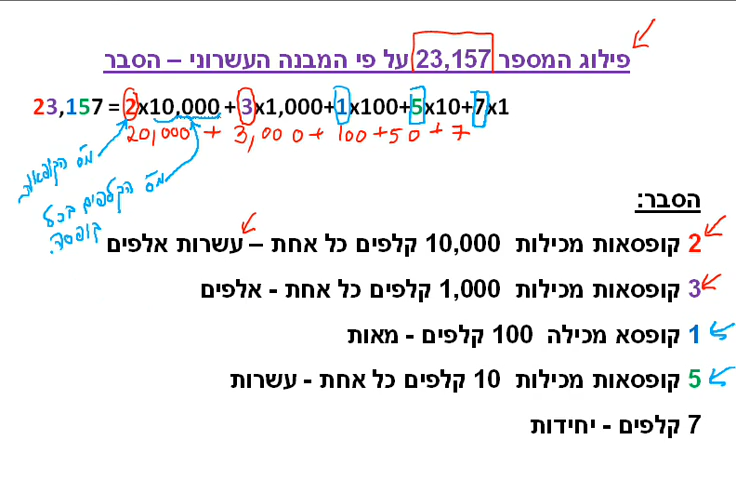 פילוג המספר 23,157 על פי המבנה העשרוני – הסבר
23,157 = 2x10,000 + 3x1,000+1x100+5x10+7x1
20,000 + 3,000 + 100 + 50 + 7
מס' הקופסאות
מס' הקלפים בכל
קופסה.
הסבר:
2 קופסאות מכילות 10,000 קלפים כל אחת – עשרות אלפים
3 קופסאות מכילות 1,000 קלפים כל אחת - אלפים
1 קופסא מכילה 100 קלפים - מאות
5 קופסאות מכילות 10 קלפים כל אחת - עשרות
7 קלפים - יחידות